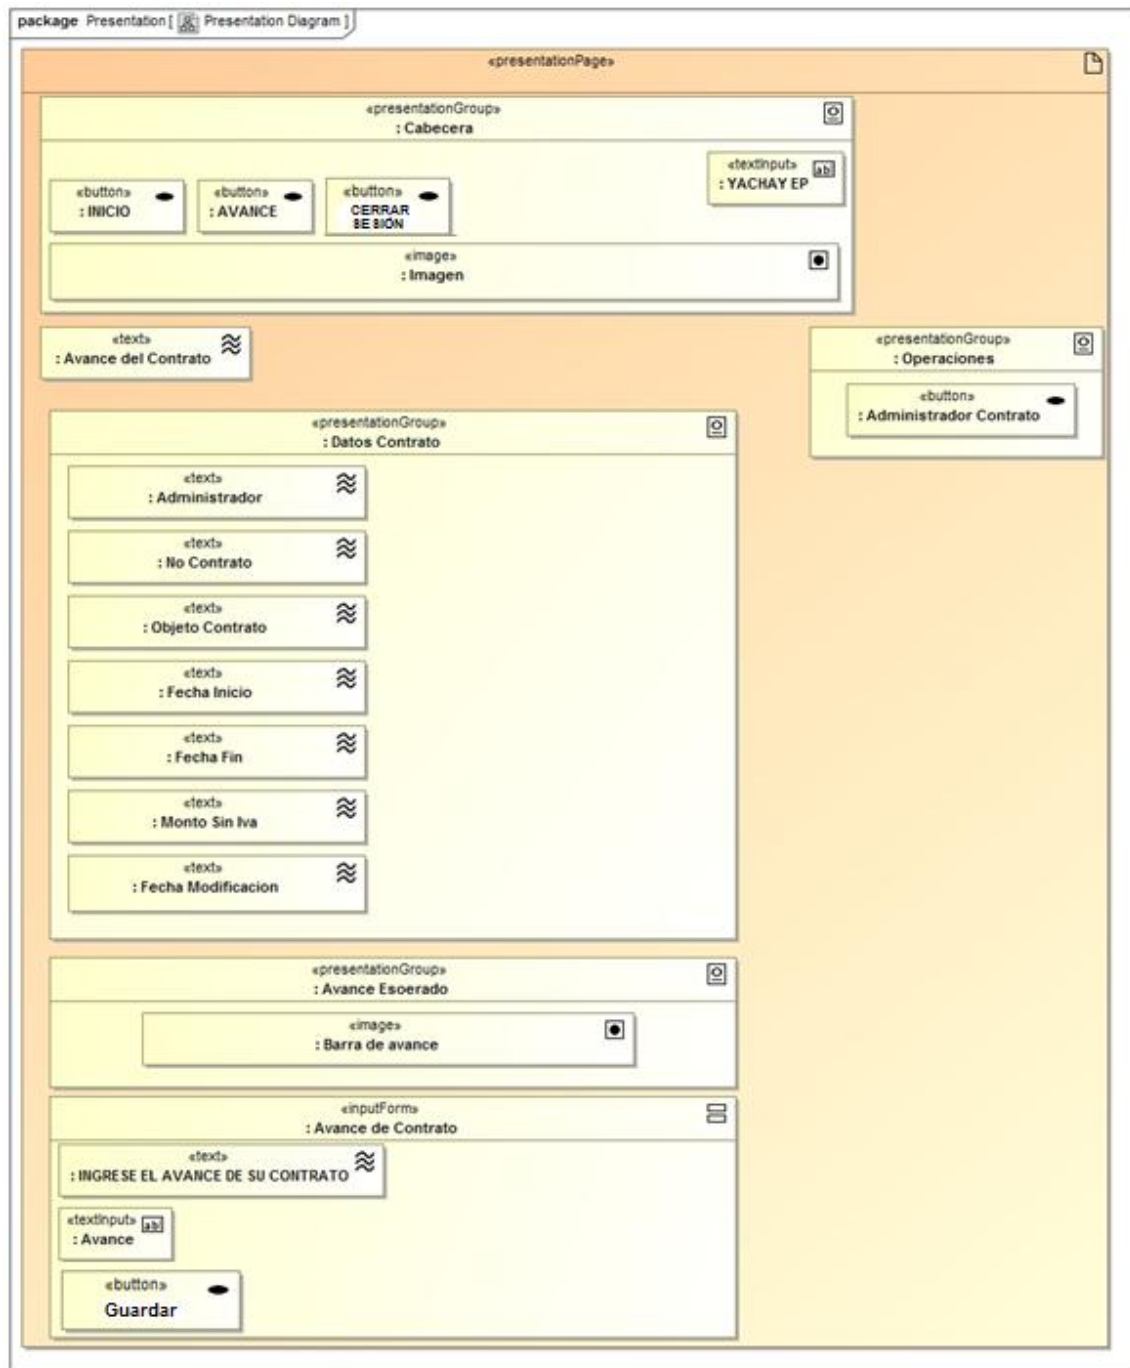 package Presentation [ Presentation Diagram ]
«presentationPage»
«presentationGroup»
: Cabecera
«button»
: INICIO
«button»
: AVANCE
«button»
CERRAR
SESIÓN
«textInput»
: YACHAY EP
«image»
: Imagen
«text»
: Avance del Contrato
«presentationGroup»
: Operaciones
«button»
: Administrador Contrato
«presentationGroup»
: Datos Contrato
«text»
: Administrador
«text»
: No Contrato
«text»
: Objeto Contrato
«text»
: Fecha Inicio
«text»
: Fecha Fin
«text»
: Monto Sin Iva
«text»
: Fecha Modificacion
«presentationGroup»
: Avance Esoerado
«image»
: Barra de avance
«inputForm»
: Avance de Contrato
«text»
: INGRESE EL AVANCE DE SU CONTRATO
«textInput» ab
: Avance
«button»
Guardar